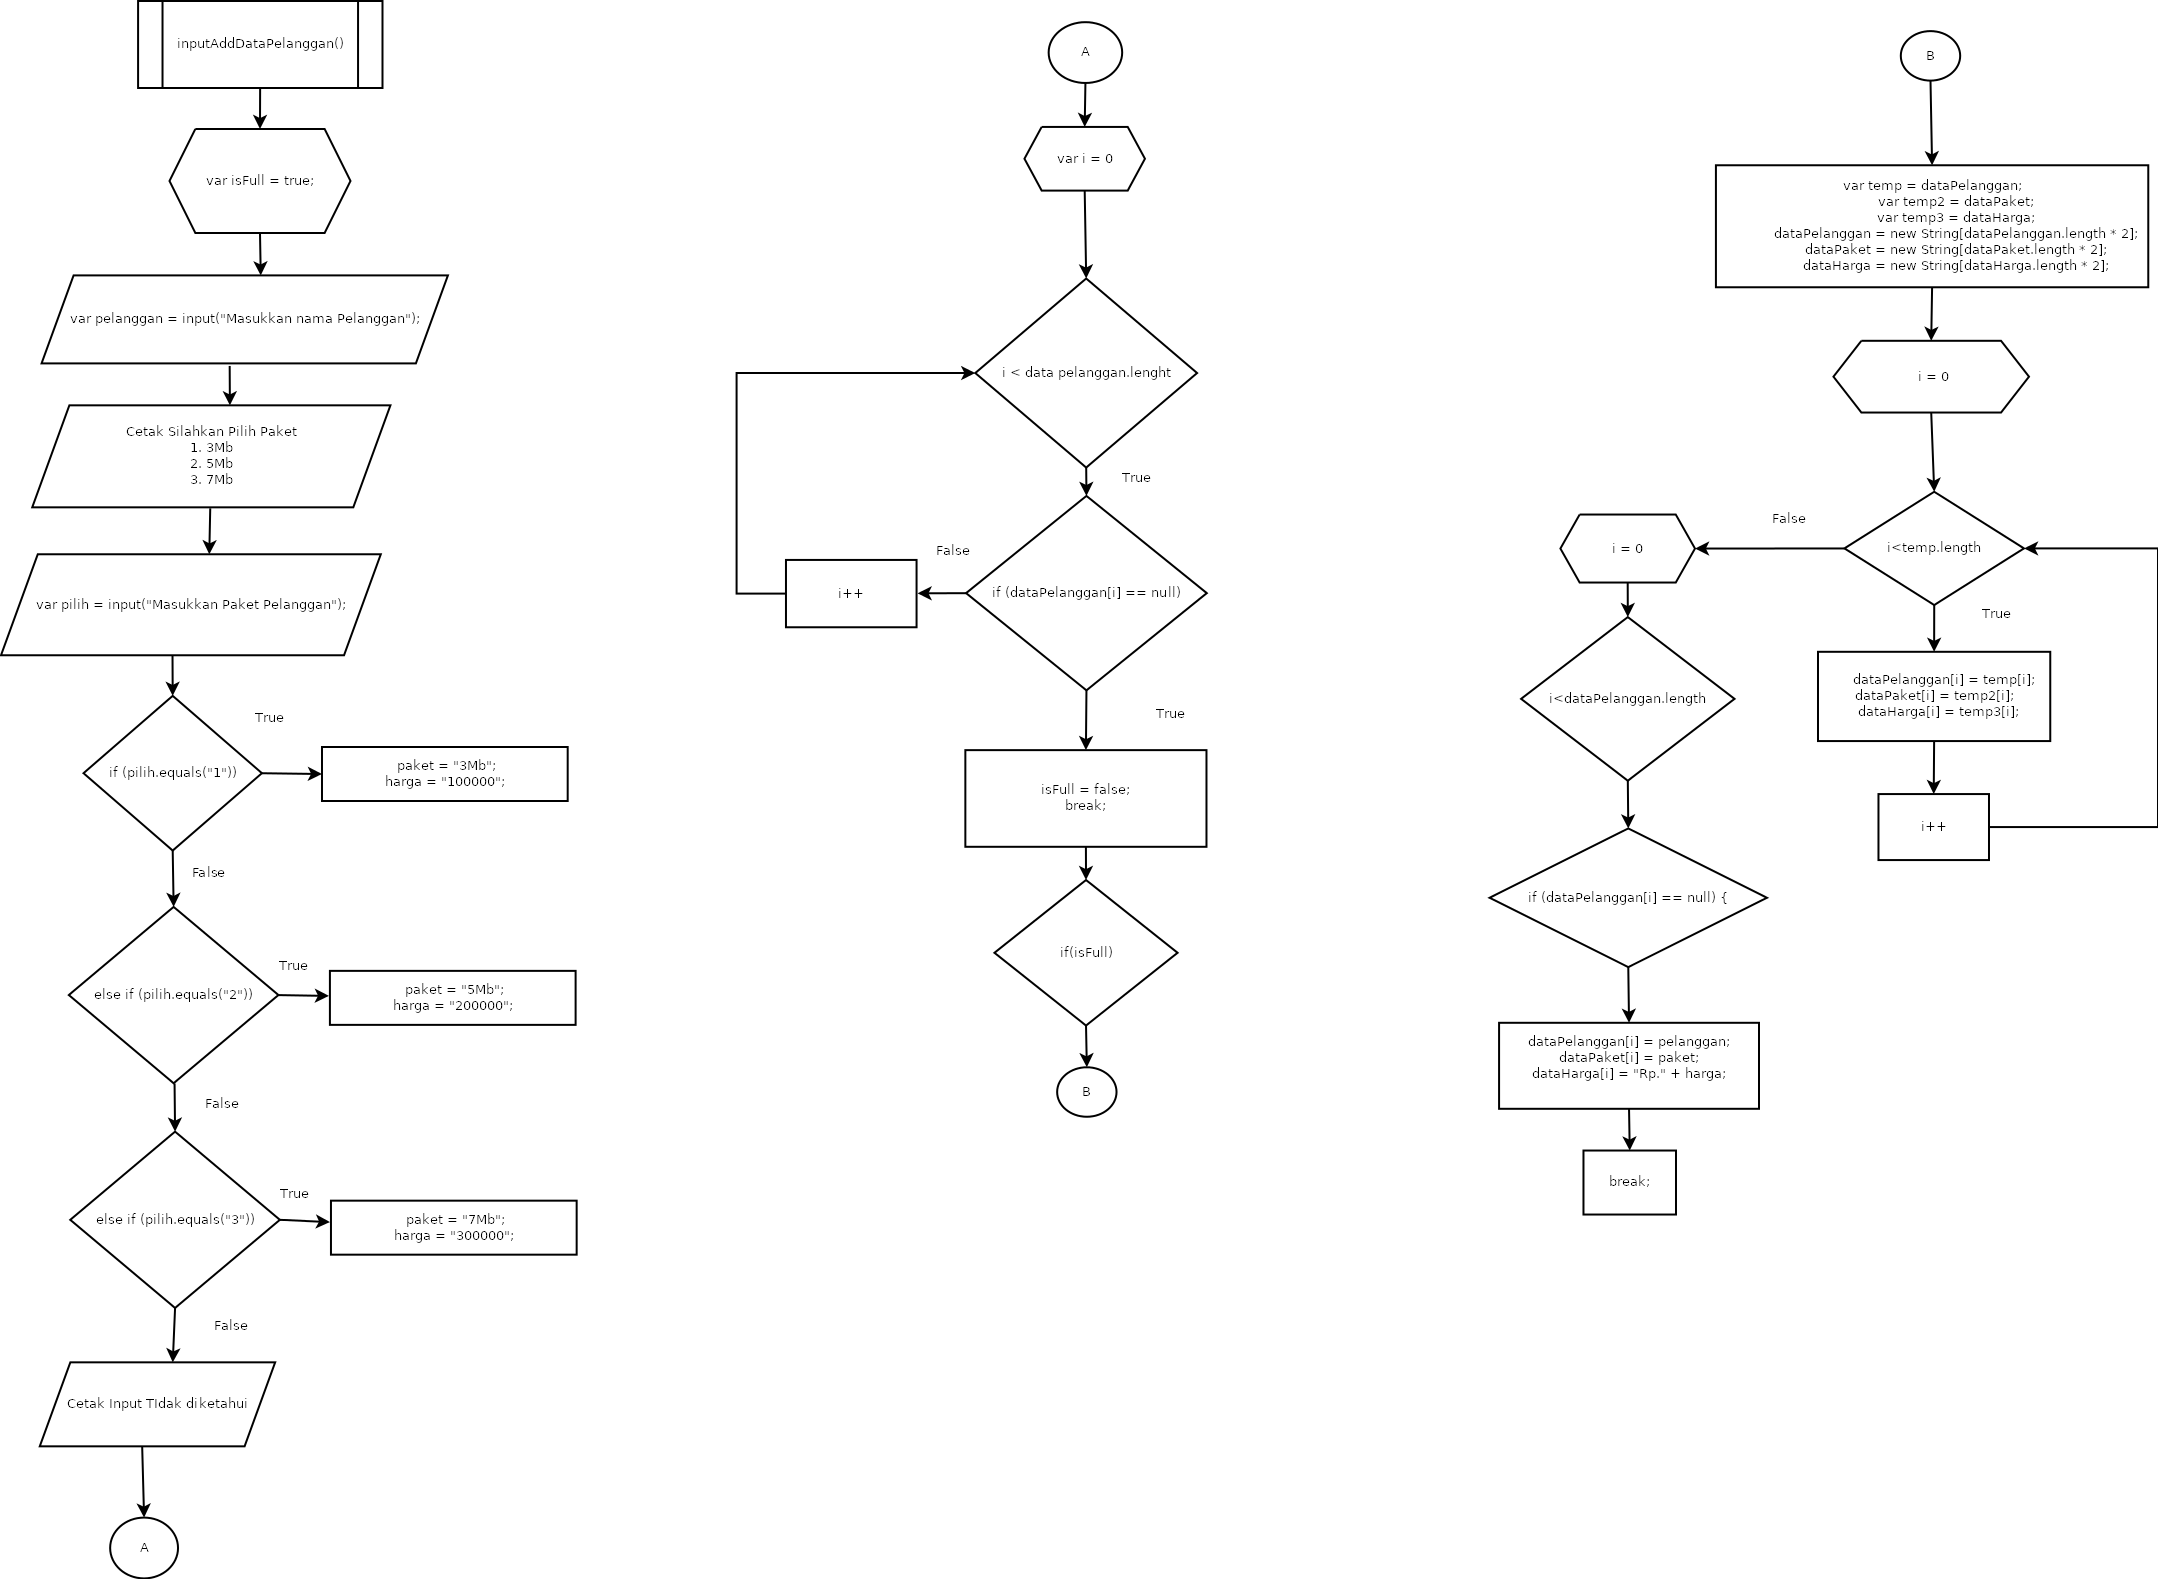 inputAddDataPelanggan()
var isFull = true;
var pelanggan = input("Masukkan nama Pelanggan");
Cetak Silahkan Pilih Paket
1. 3Mb
2. 5Mb
3. 7Mb
var pilih = input("Masukkan Paket Pelanggan");
if (pilih.equals("1"))
True
paket = "3Mb";
harga = "100000";
False
else if (pilih.equals("2"))
True
paket = "5Mb";
harga = "200000";
False
else if (pilih.equals("3"))
True
paket = "7Mb";
harga = "300000";
False
Cetak Input TIdak diketahui
A
A
var i = 0
i < data pelanggan.lenght
True
if (dataPelanggan[i] == null)
False
i++
True
isFull = false;
break;
if(isFull)
B
B
var temp = dataPelanggan;
var temp2 = dataPaket;
var temp3 = dataHarga;
dataPelanggan = new String[dataPelanggan.length * 2];
dataPaket = new String[dataPaket.length * 2];
dataHarga = new String[dataHarga.length * 2];
i = 0
i<temp.length
True
dataPelanggan[i] = temp[i];
dataPaket[i] = temp2[i];
dataHarga[i] = temp3[i];
i++
False
i = 0
i<dataPelanggan.length
if (dataPelanggan[i] == null) {
dataPelanggan[i] = pelanggan;
dataPaket[i] = paket;
dataHarga[i] = "Rp." + harga;
break;